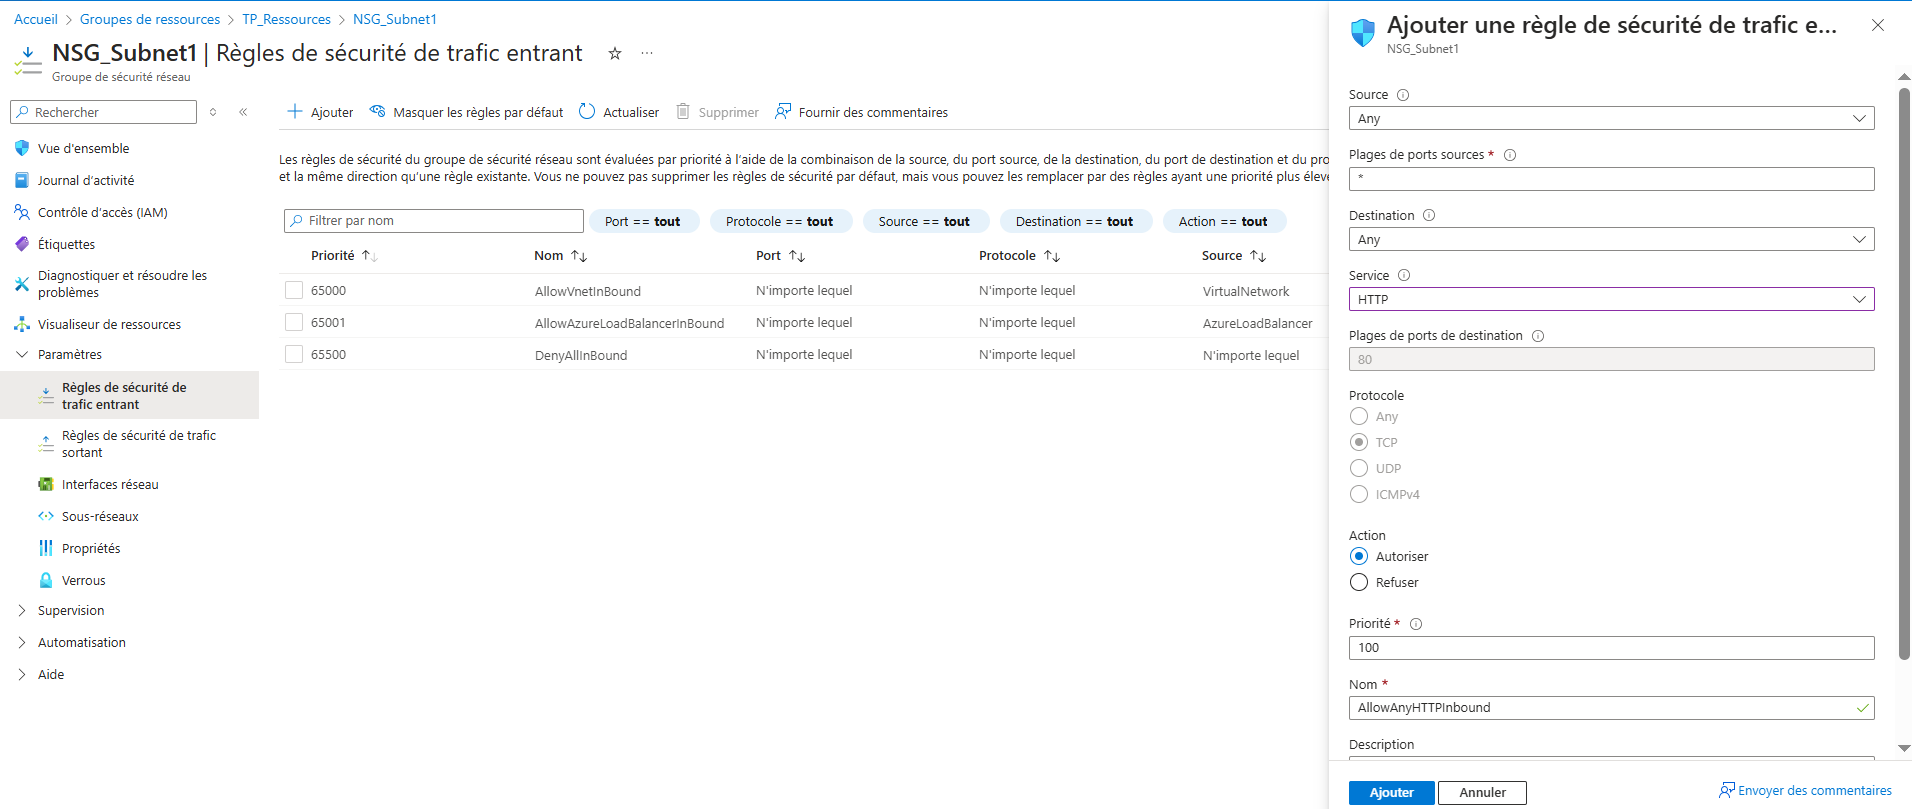 Accueil > Groupes de ressources > TP_Ressources > NSG_Subnet1
NSG_Subnet1 | Règles de sécurité de trafic entrant
Groupe de sécurité réseau
Rechercher
Vue d'ensemble
Journal d'activité
Contrôle d'accès (IAM)
Étiquettes
Diagnostiquer et résoudre les
problèmes
Visualiseur de ressources
Paramètres
Règles de sécurité de
trafic entrant
Règles de sécurité de trafic
sortant
Interfaces réseau
Sous-réseaux
Propriétés
Verrous
Supervision
Automatisation
Aide
Ajouter Masquer les règles par défaut Actualiser Supprimer Fournir des commentaires
Les règles de sécurité du groupe de sécurité réseau sont évaluées par priorité à l'aide de la combinaison de la source, du port source, de la destination, du port de destination et du pro
et la même direction qu'une règle existante. Vous ne pouvez pas supprimer les règles de sécurité par défaut, mais vous pouvez les remplacer par des règles ayant une priorité plus éleve
Filtrer par nom Port == tout Protocole == tout Source == tout Destination == tout Action == tout
Priorité Nom Port Protocole Source
65000 AllowVnetInBound N'importe lequel N'importe lequel VirtualNetwork
65001 AllowAzureLoadBalancerInBound N'importe lequel N'importe lequel AzureLoadBalancer
65500 DenyAllInBound N'importe lequel N'importe lequel N'importe lequel
Ajouter une règle de sécurité de trafic e...
NSG_Subnet1
Source
Any
Plages de ports sources *
*
Destination
Any
Service
HTTP
Plages de ports de destination
80
Protocole
Any
TCP
UDP
ICMPv4
Action
Autoriser
Refuser
Priorité *
100
Nom *
AllowAnyHTTPInbound
Description
Ajouter Annuler Envoyer des commentaires